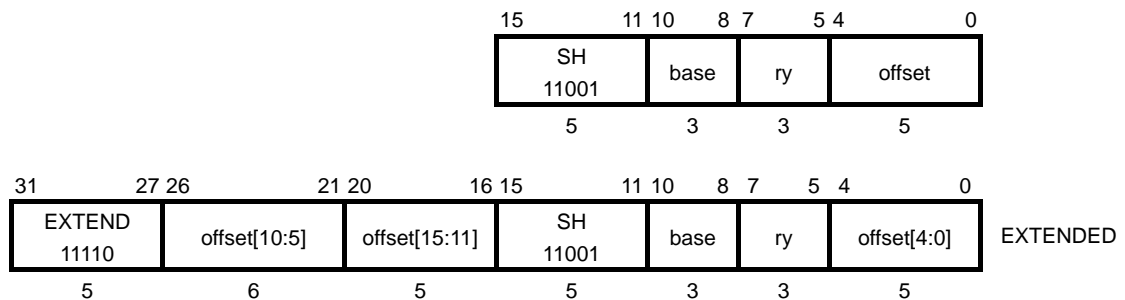 15 11 10 8 7 5 4 0
SH base ry offset
11001
5 3 3 5
31 27 26 21 20 16 15 11 10 8 7 5 4 0
EXTEND offset[10:5] offset[15:11] SH base ry offset[4:0] EXTENDED
11110 11001
5 6 5 5 3 3 5